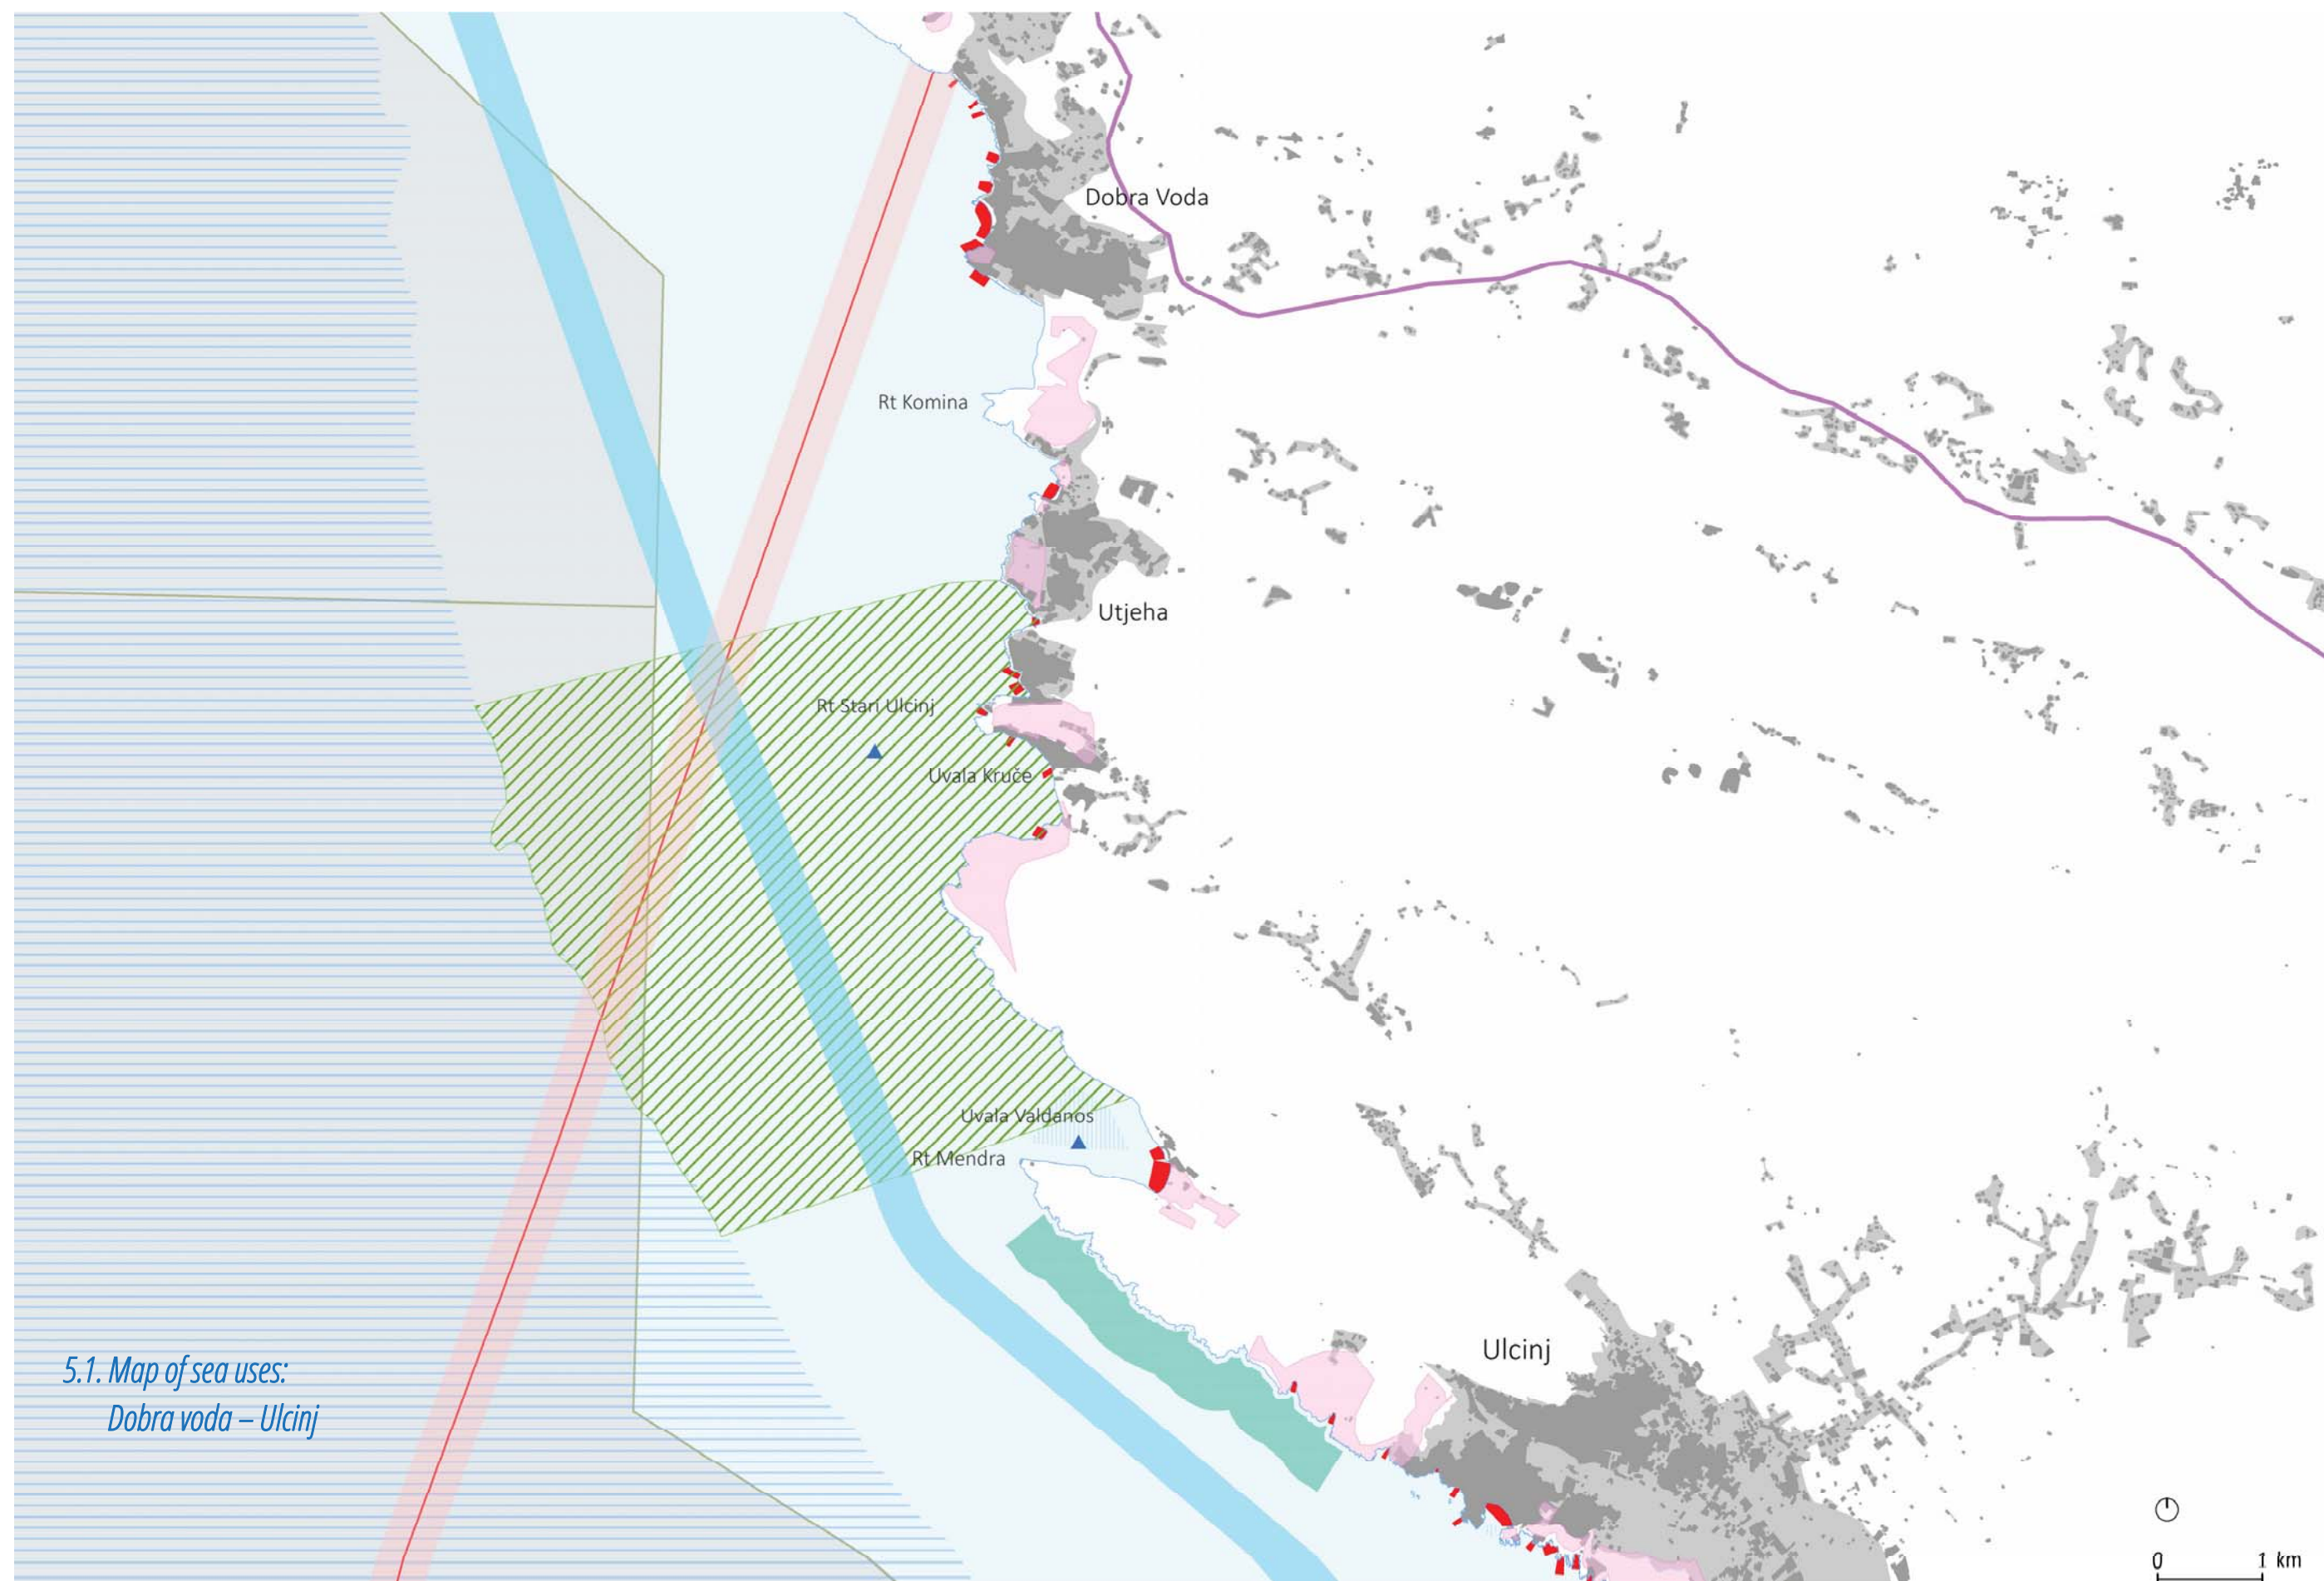 Dobra Voda
Rt Komina
Utjeha
Rt Stari Ulcinj
Uvala Kruče
Uvala Valdanos
Rt Mendra
Ulcinj
5.1. Map of sea uses:
Dobra voda – Ulcinj
0 1 km